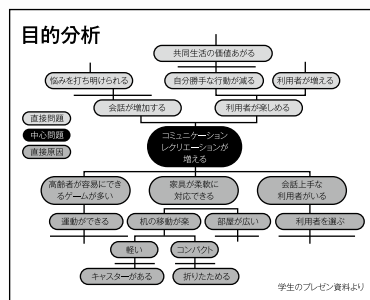 目的分析
共同生活の価値あがる
悩みを打ち明けられる
自分勝手な行動が減る
利用者が増える
会話が増加する
利用者が楽しめる
直接問題
中心問題
直接原因
コミュニケーション
レクリエーションが
増える
高齢者が容易にでき
るゲームが多い
家具が柔軟に
対応できる
会話上手な
利用者がいる
運動ができる
机の移動が楽
部屋が広い
利用者を選ぶ
軽い
コンパクト
キャスターがある
折りたためる
学生のプレゼン資料より